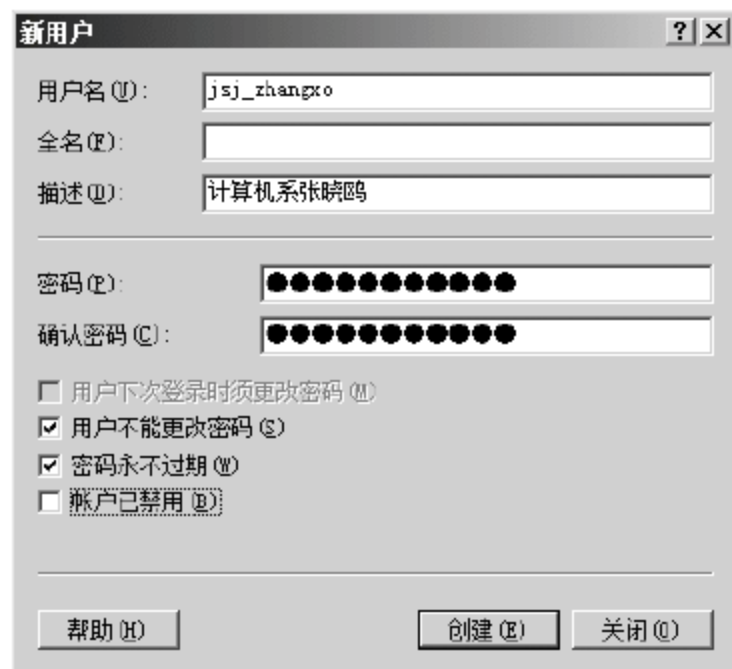 新用户
用户名(U): jsj_zhangxo
全名(F):
描述(D): 计算机系张晓鸥
密码(P): ●●●●●●●●●●●
确认密码(C): ●●●●●●●●●●●
用户下次登录时须更改密码(M)
用户不能更改密码(S)
密码永不过期(W)
帐户已禁用(B)
帮助(H) 创建(E) 关闭(O)